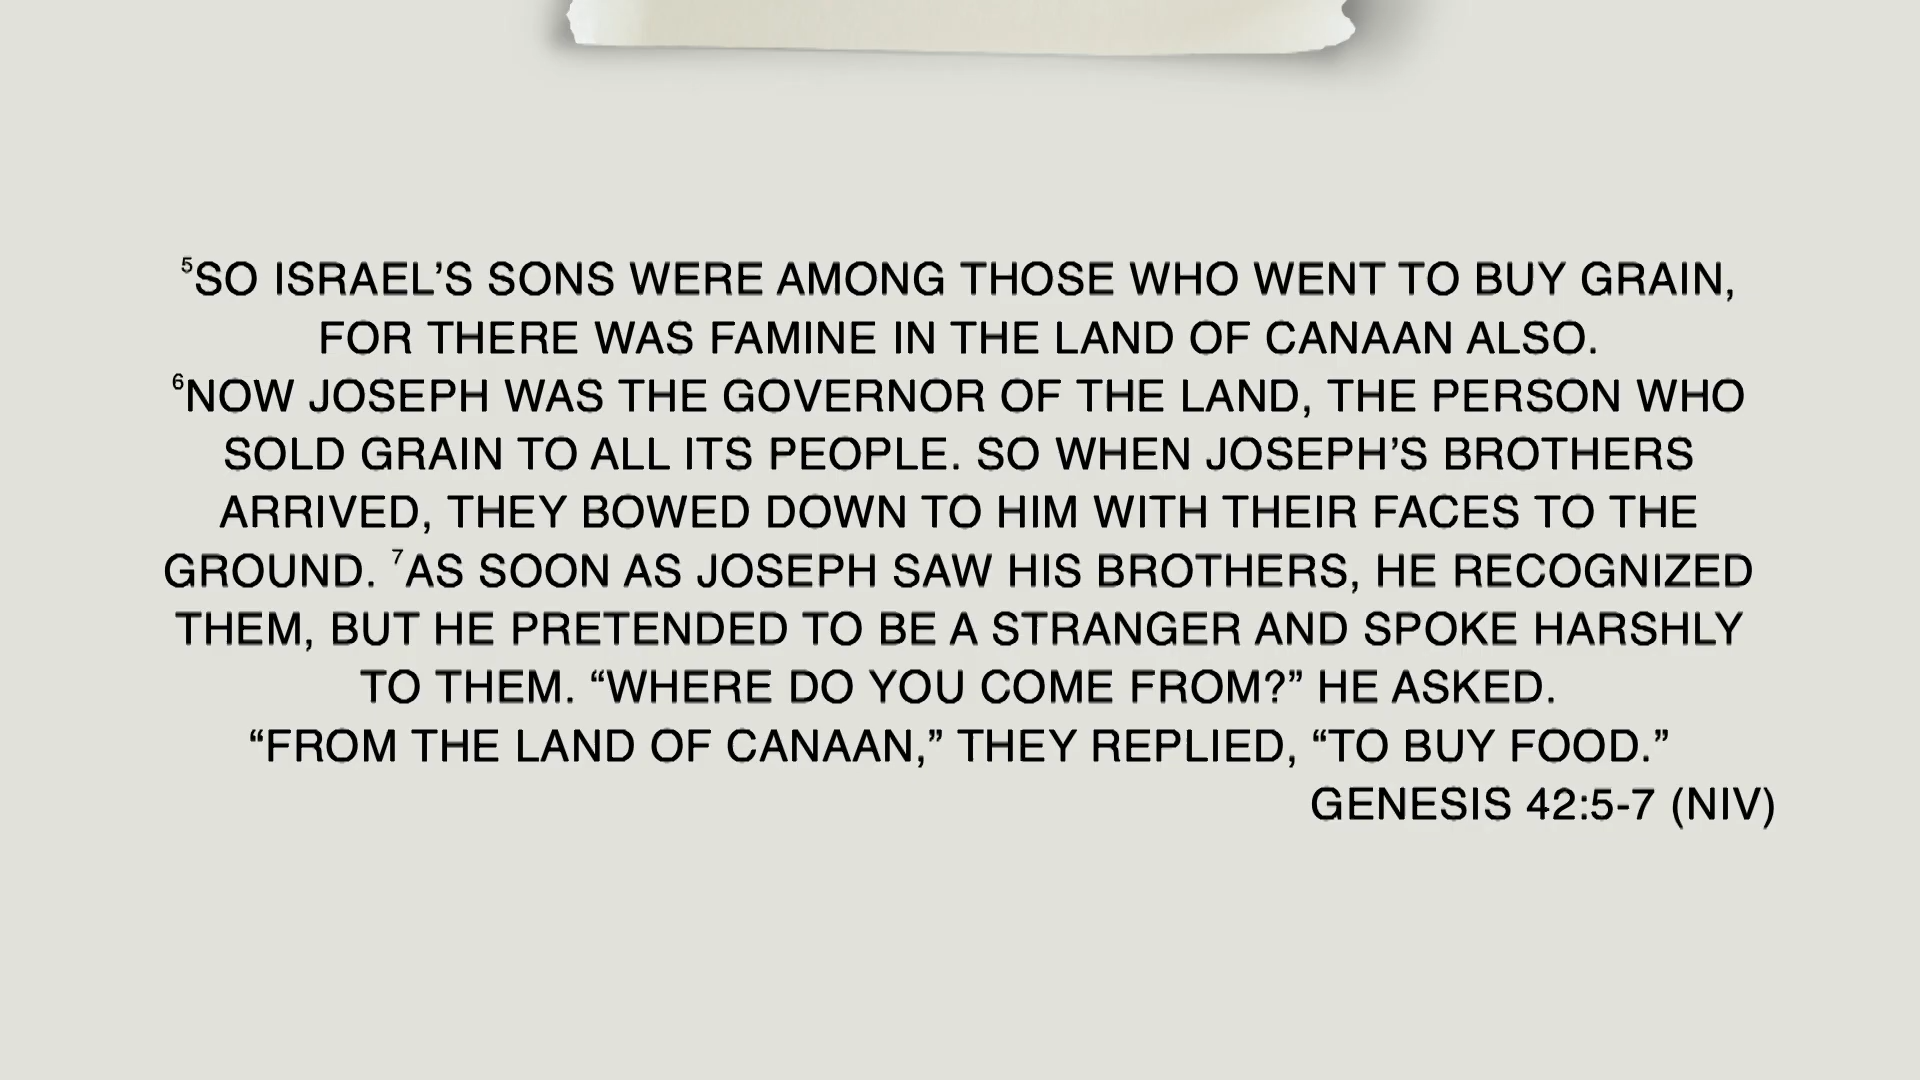 ⁵SO ISRAEL’S SONS WERE AMONG THOSE WHO WENT TO BUY GRAIN,
FOR THERE WAS FAMINE IN THE LAND OF CANAAN ALSO.
⁶NOW JOSEPH WAS THE GOVERNOR OF THE LAND, THE PERSON WHO
SOLD GRAIN TO ALL ITS PEOPLE. SO WHEN JOSEPH’S BROTHERS
ARRIVED, THEY BOWED DOWN TO HIM WITH THEIR FACES TO THE
GROUND. ⁷AS SOON AS JOSEPH SAW HIS BROTHERS, HE RECOGNIZED
THEM, BUT HE PRETENDED TO BE A STRANGER AND SPOKE HARSHLY
TO THEM. “WHERE DO YOU COME FROM?” HE ASKED.
“FROM THE LAND OF CANAAN,” THEY REPLIED, “TO BUY FOOD.”
GENESIS 42:5-7 (NIV)